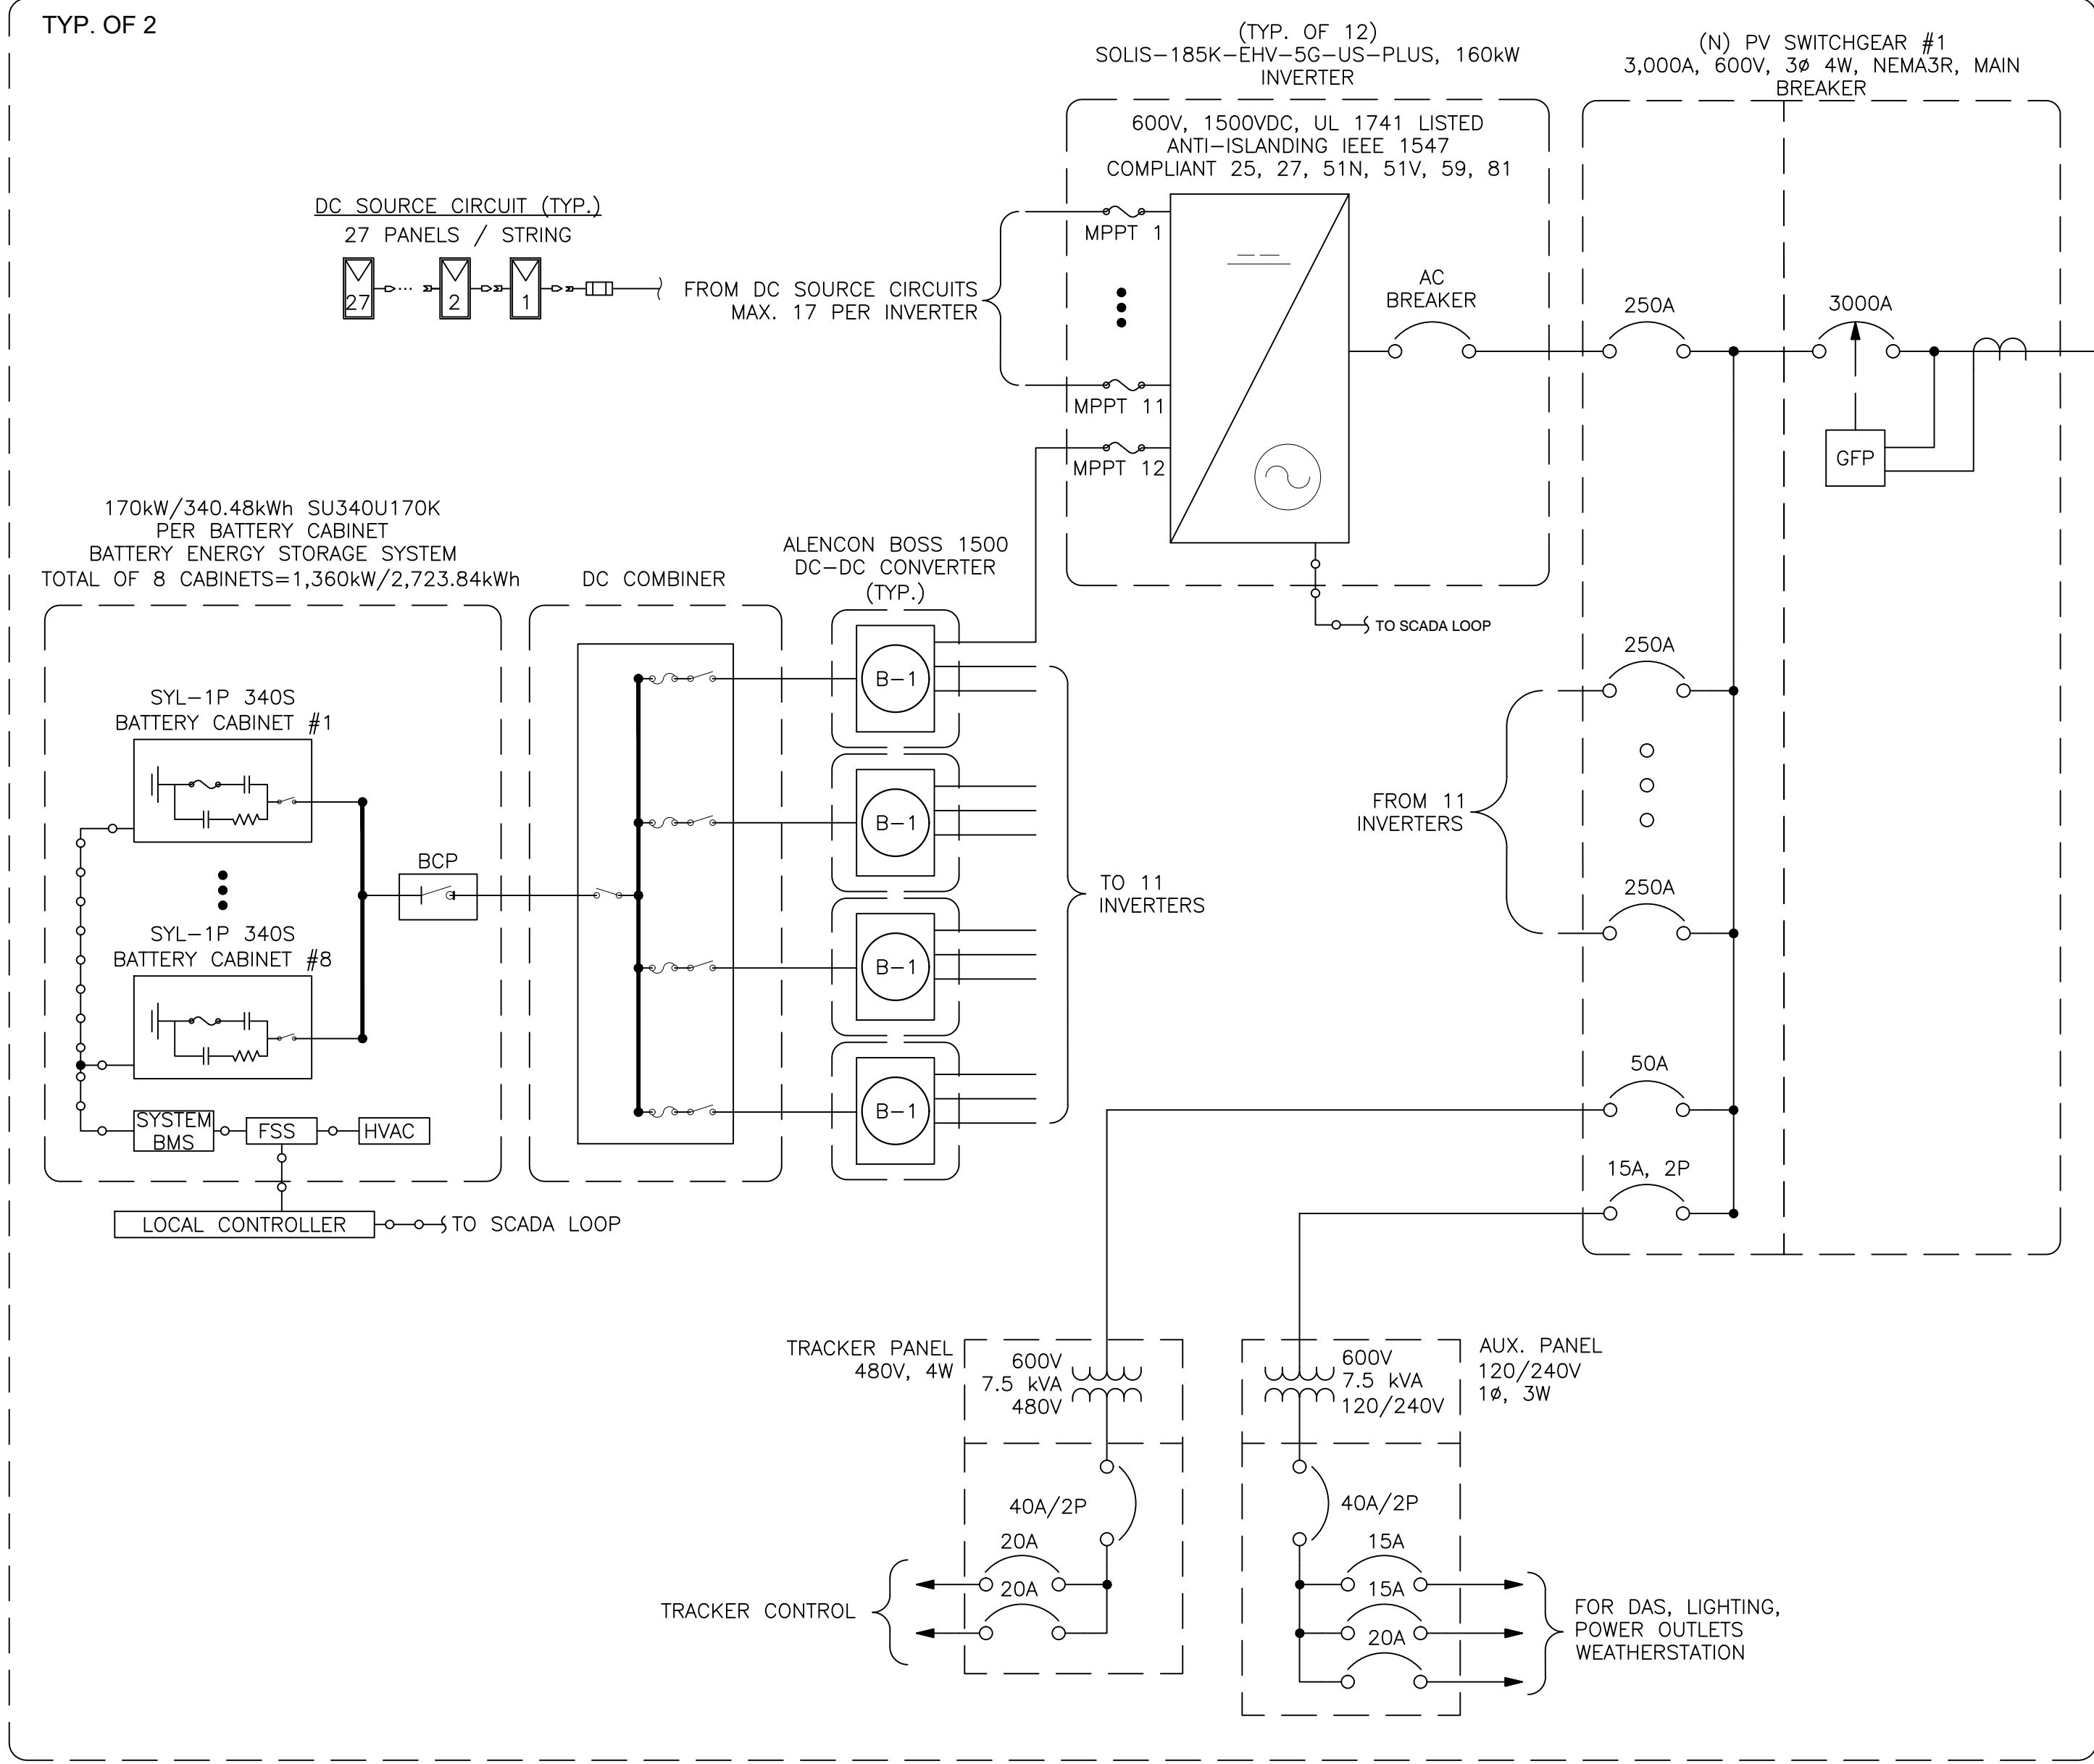 TYP. OF 2
(TYP. OF 12)
SOLIS-185K-EHV-5G-US-PLUS, 160kW
INVERTER
(N) PV SWITCHGEAR #1
3,000A, 600V, 3ø 4W, NEMA3R, MAIN
BREAKER
600V, 1500VDC, UL 1741 LISTED
ANTI-ISLANDING IEEE 1547
COMPLIANT 25, 27, 51N, 51V, 59, 81
DC SOURCE CIRCUIT (TYP.)
27 PANELS / STRING
27
2
1
FROM DC SOURCE CIRCUITS
MAX. 17 PER INVERTER
MPPT 1
MPPT 11
MPPT 12
AC
BREAKER
250A
3000A
GFP
TO SCADA LOOP
170kW/340.48kWh SU340U170K
PER BATTERY CABINET
BATTERY ENERGY STORAGE SYSTEM
TOTAL OF 8 CABINETS=1,360kW/2,723.84kWh
DC COMBINER
ALENCON BOSS 1500
DC-DC CONVERTER
(TYP.)
SYL-1P 340S
BATTERY CABINET #1
BCP
SYL-1P 340S
BATTERY CABINET #8
SYSTEM
BMS
FSS
HVAC
LOCAL CONTROLLER
TO SCADA LOOP
B-1
B-1
B-1
B-1
TO 11
INVERTERS
250A
FROM 11
INVERTERS
250A
50A
15A, 2P
TRACKER PANEL
480V, 4W
600V
7.5 kVA
480V
600V
7.5 kVA
120/240V
AUX. PANEL
120/240V
1ø, 3W
40A/2P
20A
20A
TRACKER CONTROL
40A/2P
15A
15A
20A
FOR DAS, LIGHTING,
POWER OUTLETS
WEATHERSTATION